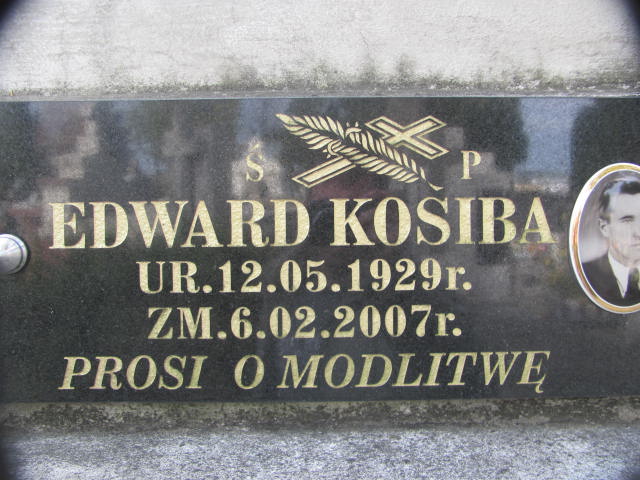 Ś P
EDWARD KOSIBA
UR.12.05.1929r.
ZM.6.02.2007r.
PROSI O MODLITWĘ